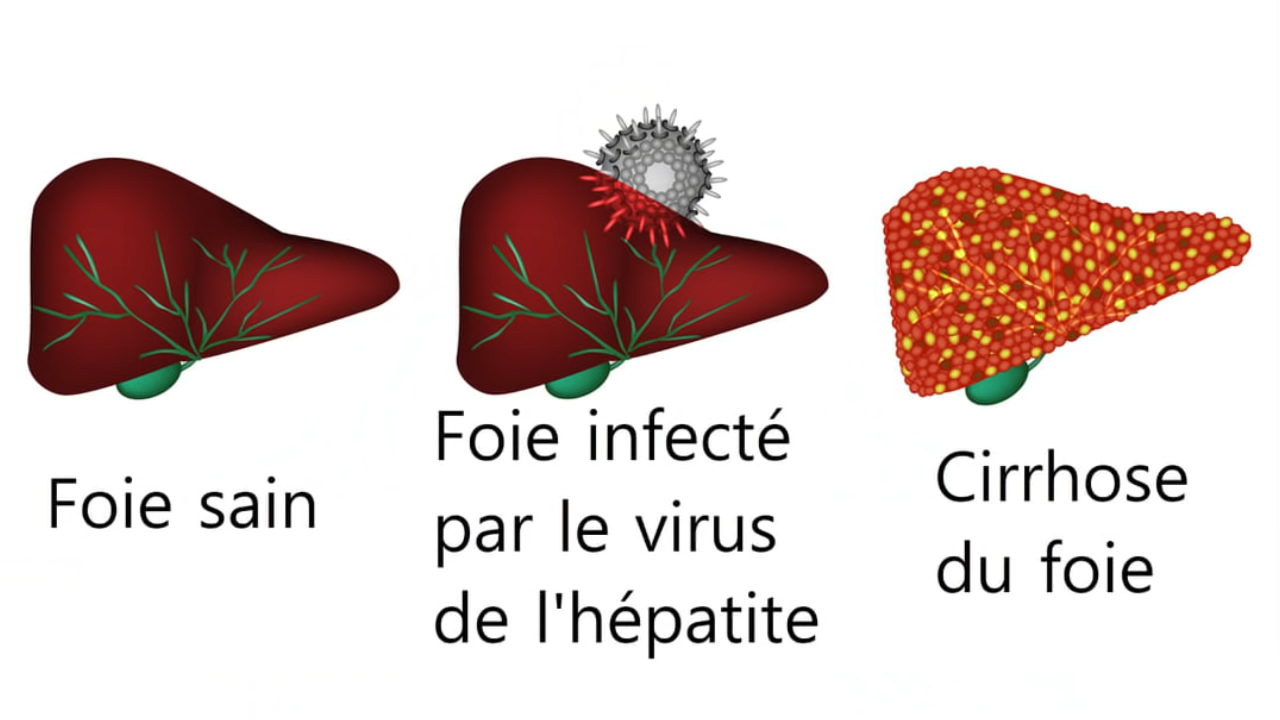 Foie sain
Foie infecté
par le virus
de l'hépatite
Cirrhose
du foie